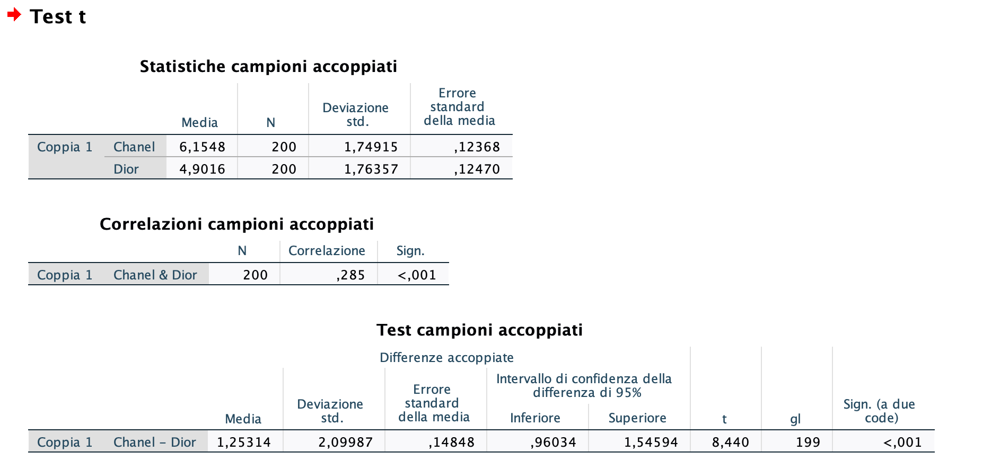 Test t
Statistiche campioni accoppiati
Media N Deviazione std. Errore standard della media
Coppia 1 Chanel 6,1548 200 1,74915 ,12368
Dior 4,9016 200 1,76357 ,12470
Correlazioni campioni accoppiati
N Correlazione Sign.
Coppia 1 Chanel & Dior 200 ,285 <,001
Test campioni accoppiati
Differenze accoppiate
Intervallo di confidenza della differenza di 95%
Media Deviazione std. Errore standard della media Inferiore Superiore t gl Sign. (a due code)
Coppia 1 Chanel – Dior 1,25314 2,09987 ,14848 ,96034 1,54594 8,440 199 <,001